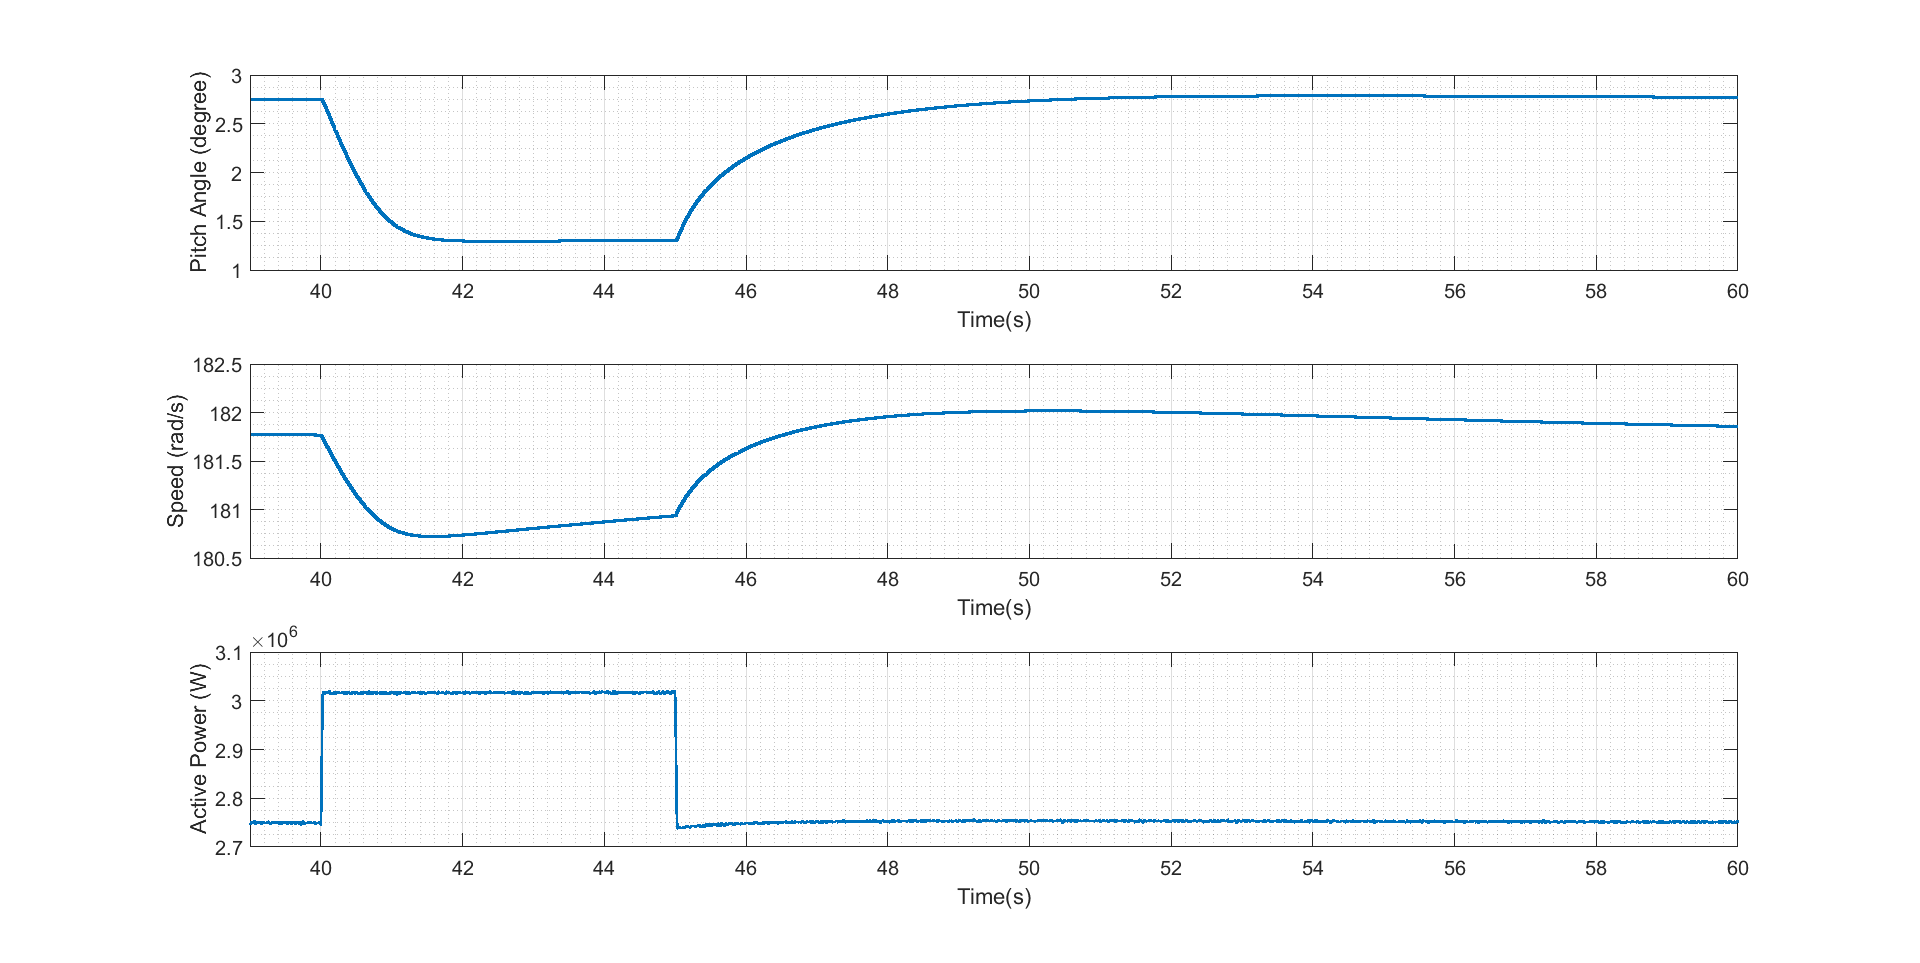 3
2.5
2
1.5
1
Pitch Angle (degree)
40 42 44 46 48 50 52 54 56 58 60
Time(s)
182.5
182
181.5
181
180.5
Speed (rad/s)
40 42 44 46 48 50 52 54 56 58 60
Time(s)
×10⁶
3.1
3
2.9
2.8
2.7
Active Power (W)
40 42 44 46 48 50 52 54 56 58 60
Time(s)